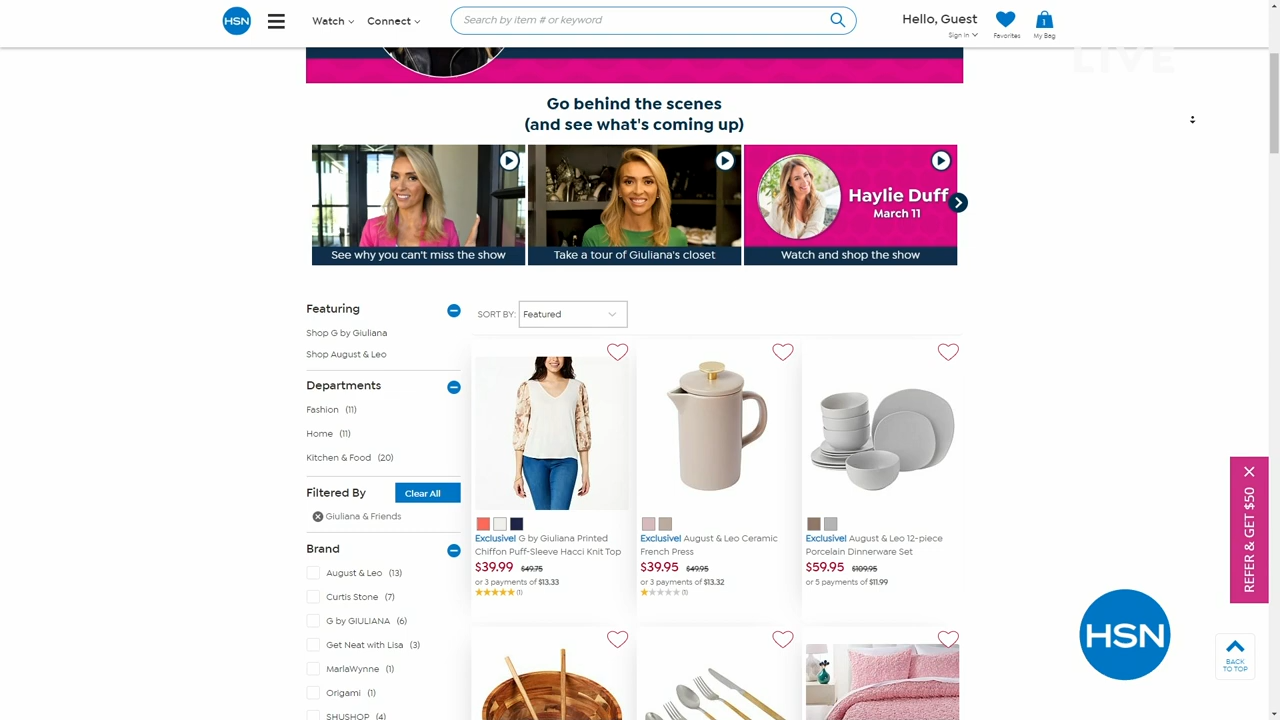 HSN
Watch
Connect
Search by item # or keyword
Hello, Guest
Sign In
Favorites
1
My Bag
LIVE
Go behind the scenes
(and see what's coming up)
Haylie Duff
March 11
See why you can't miss the show
Take a tour of Giuliana's closet
Watch and shop the show
Featuring
Shop G by Giuliana
Shop August & Leo
Departments
Fashion (11)
Home (11)
Kitchen & Food (20)
Filtered By
Clear All
Giuliana & Friends
Brand
August & Leo (13)
Curtis Stone (7)
G by GIULIANA (6)
Get Neat with Lisa (3)
MarlaWynne (1)
Origami (1)
SHUSHOP (4)
SORT BY:
Featured
Exclusive! G by Giuliana Printed
Chiffon Puff-Sleeve Hacci Knit Top
$39.99 $49.75
or 3 payments of $13.33
(1)
Exclusive! August & Leo Ceramic
French Press
$39.95 $49.95
or 3 payments of $13.32
(1)
Exclusive! August & Leo 12-piece
Porcelain Dinnerware Set
$59.95 $109.95
or 5 payments of $11.99
REFER & GET $50
HSN
BACK
TO TOP